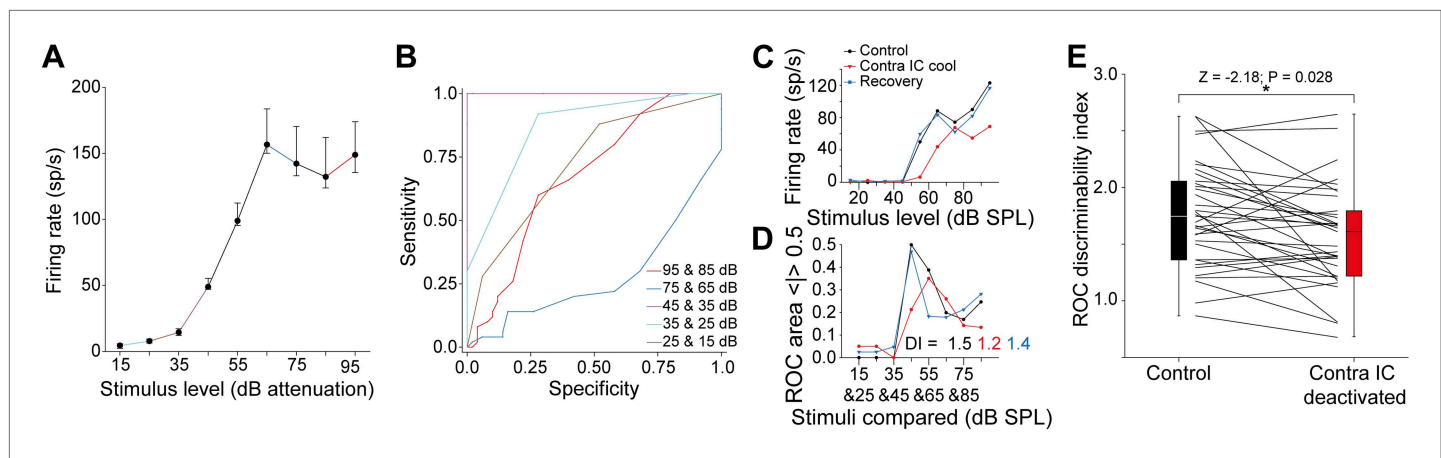 A
Firing rate (sp/s)
200
150
100
50
0
15
35
55
75
95
Stimulus level (dB attenuation)
B
Sensitivity
1.0
0.75
0.50
0.25
0.0
95 & 85 dB
75 & 65 dB
45 & 35 dB
35 & 25 dB
25 & 15 dB
0.0
0.25
0.50
0.75
1.0
Specificity
C
Control
Contra IC cool
Recovery
Firing rate (sp/s)
120
80
40
0
20 40 60 80
Stimulus level (dB SPL)
D
ROC area <|> 0.5
0.5
0.4
0.3
0.2
0.1
0.0
DI = 1.5 1.2 1.4
15 35 55 75
&25 &45 &65 &85
Stimuli compared (dB SPL)
E
ROC discriminability index
3.0
2.0
1.0
Z = -2.18; P = 0.028
*
Control
Contra IC
deactivated